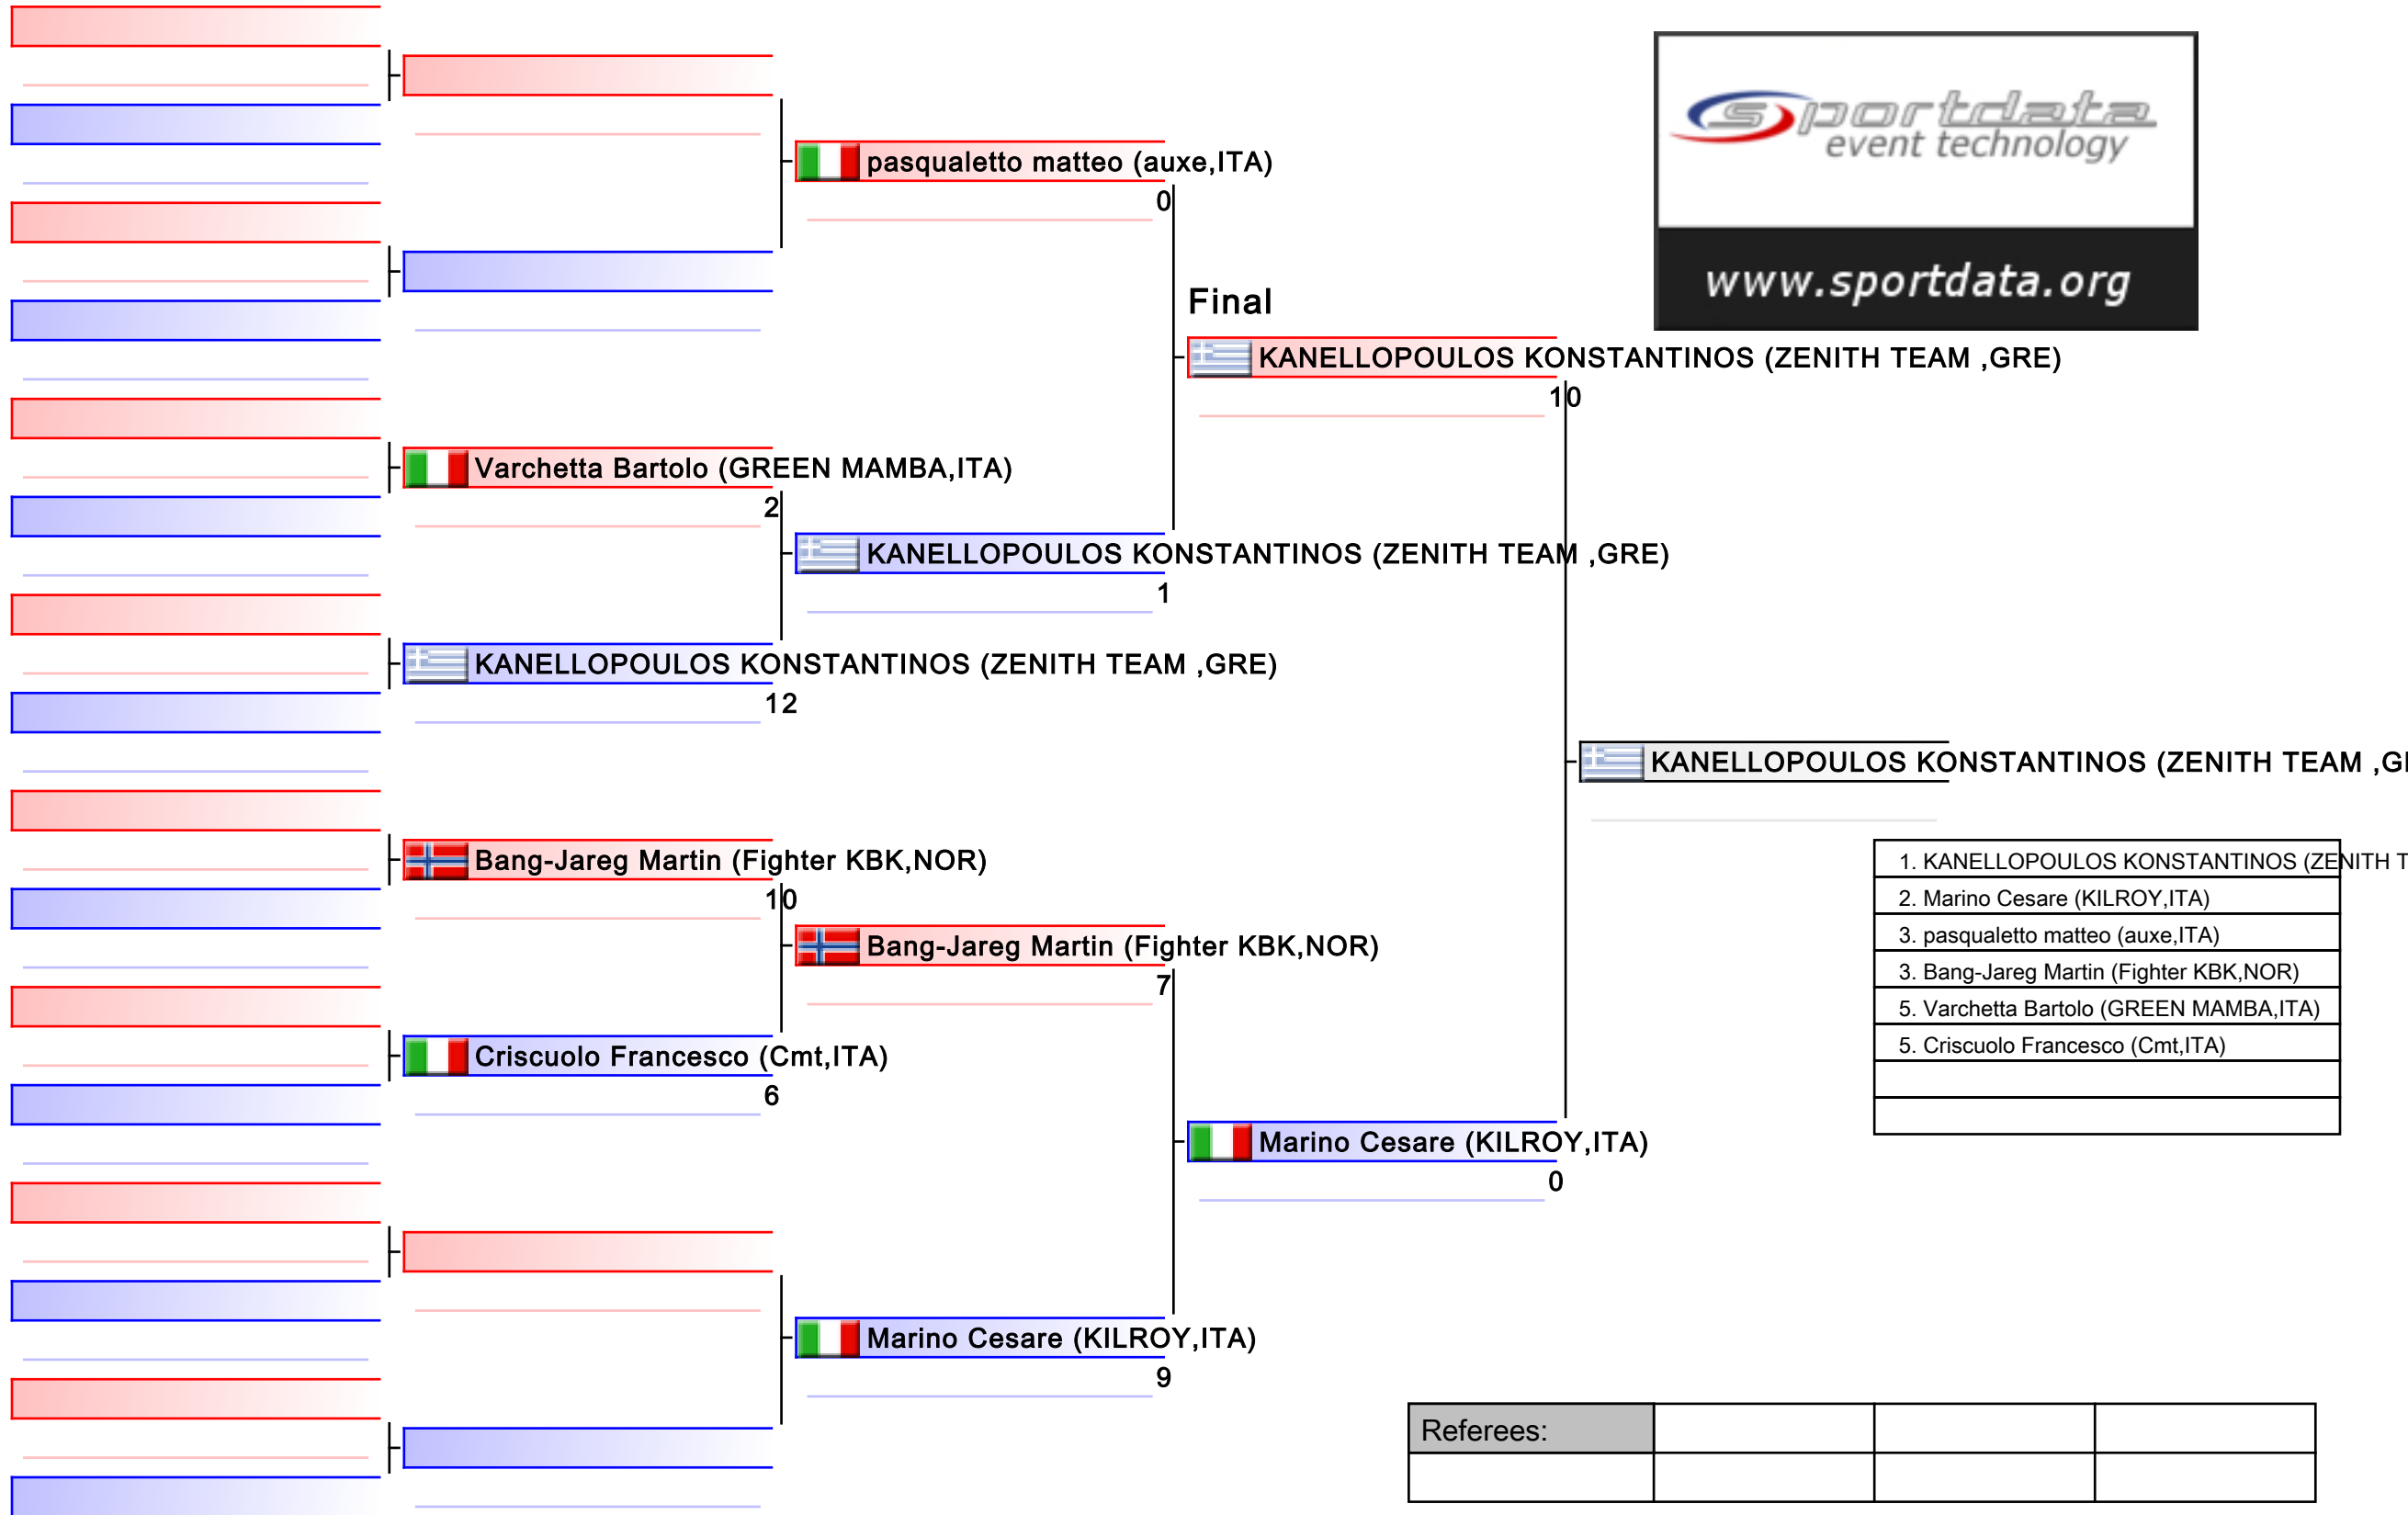 sportdata
event technology
www.sportdata.org
pasqualetto matteo (auxe,ITA)
0
Final
KANELLOPOULOS KONSTANTINOS (ZENITH TEAM ,GRE)
10
Varchetta Bartolo (GREEN MAMBA,ITA)
2
KANELLOPOULOS KONSTANTINOS (ZENITH TEAM ,GRE)
1
KANELLOPOULOS KONSTANTINOS (ZENITH TEAM ,GRE)
12
KANELLOPOULOS KONSTANTINOS (ZENITH TEAM ,G
Bang-Jareg Martin (Fighter KBK,NOR)
10
Bang-Jareg Martin (Fighter KBK,NOR)
7
Criscuolo Francesco (Cmt,ITA)
6
Marino Cesare (KILROY,ITA)
0
Marino Cesare (KILROY,ITA)
9
1. KANELLOPOULOS KONSTANTINOS (ZENITH T
2. Marino Cesare (KILROY,ITA)
3. pasqualetto matteo (auxe,ITA)
3. Bang-Jareg Martin (Fighter KBK,NOR)
5. Varchetta Bartolo (GREEN MAMBA,ITA)
5. Criscuolo Francesco (Cmt,ITA)
Referees: